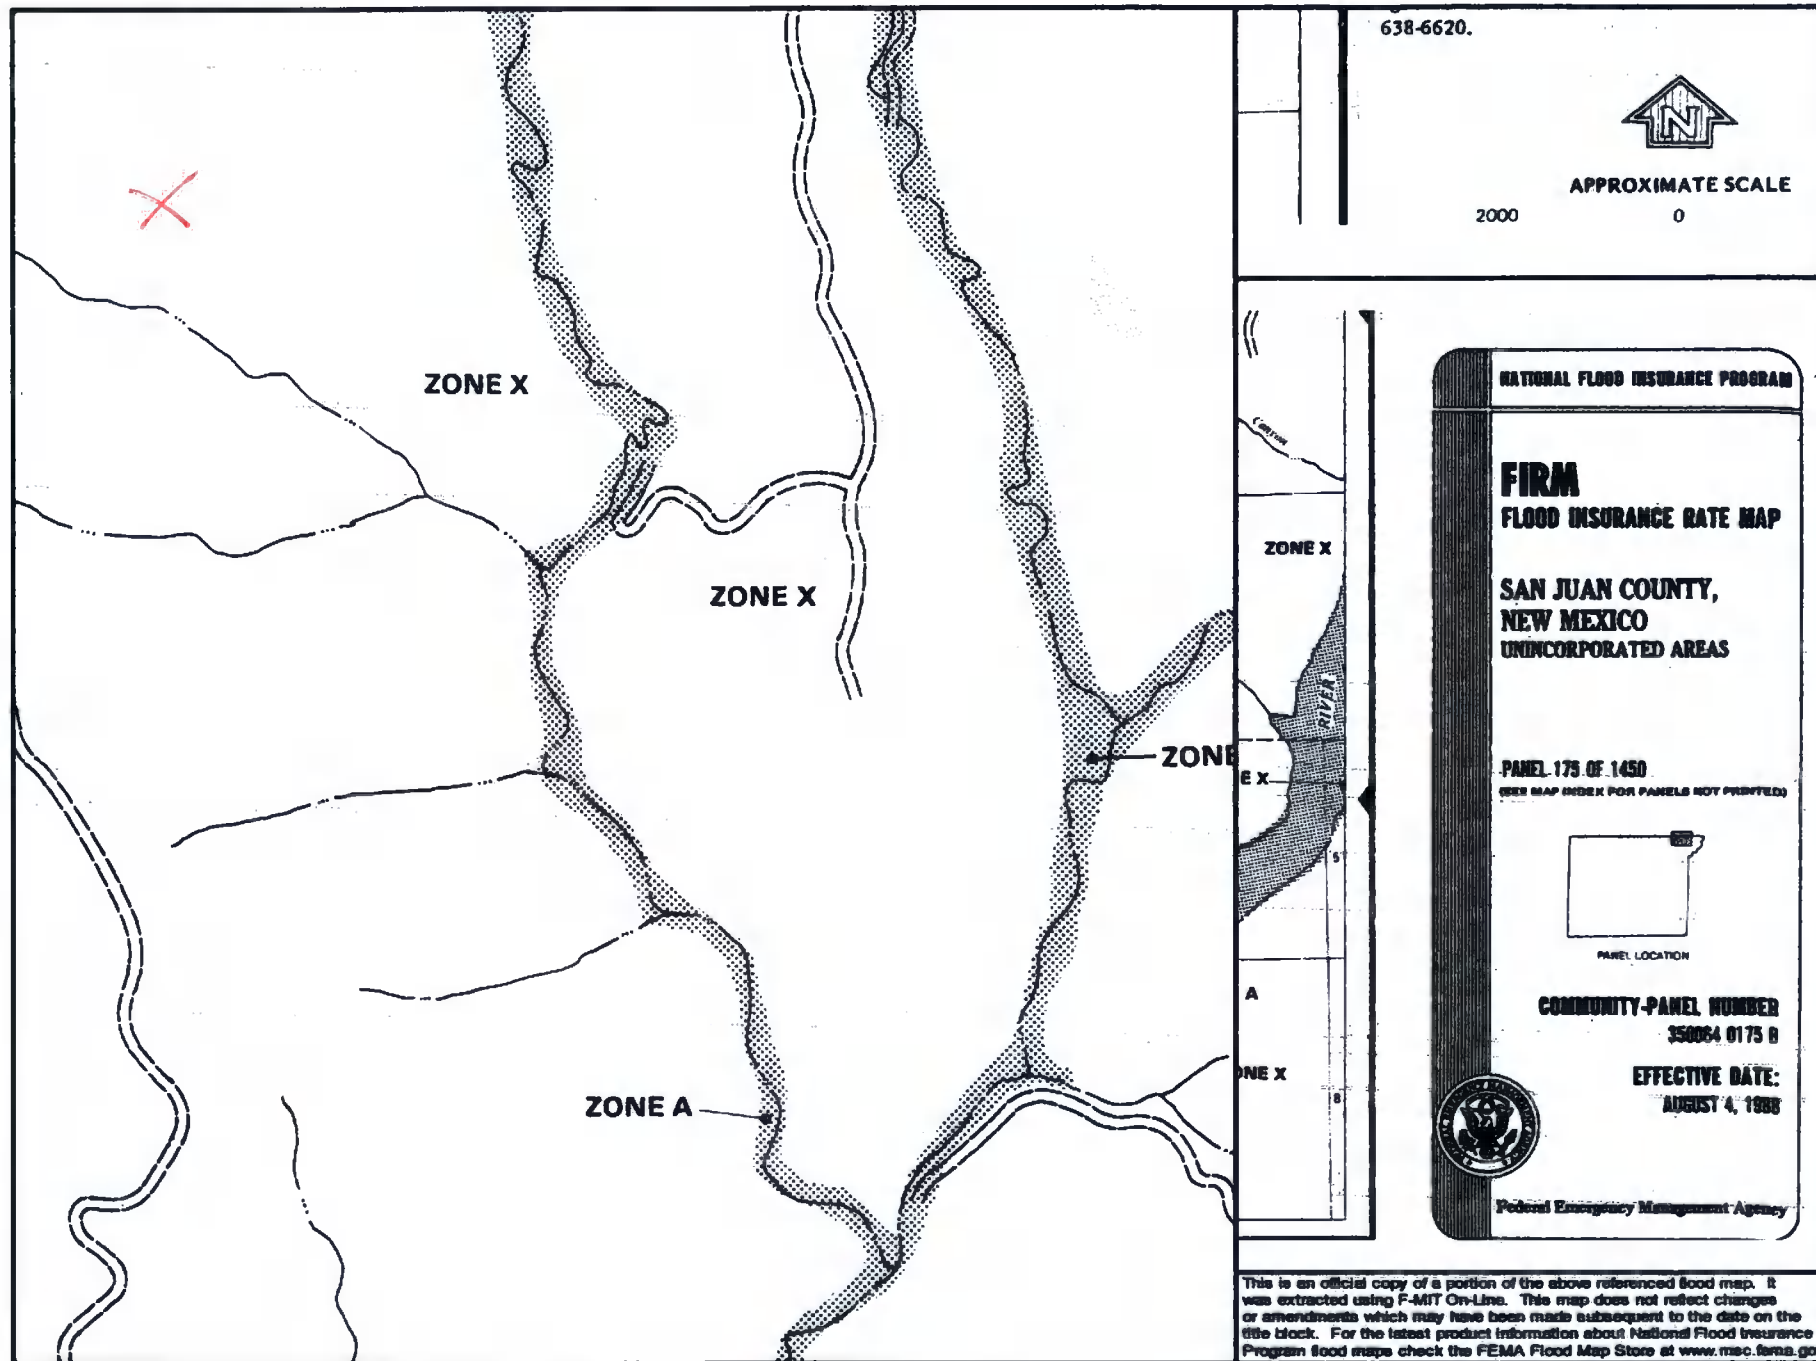 638-6620.
N
APPROXIMATE SCALE
2000 0
ZONE X
ZONE X
ZONE
ZONE A
ZONE X
RIVER
E X
5
A
ONE X
8
NATIONAL FLOOD INSURANCE PROGRAM
FIRM
FLOOD INSURANCE RATE MAP
SAN JUAN COUNTY,
NEW MEXICO
UNINCORPORATED AREAS
PANEL 175 OF 1450
(SEE MAP INDEX FOR PANELS NOT PRINTED)
PANEL LOCATION
COMMUNITY-PANEL NUMBER
350064 0175 B
EFFECTIVE DATE:
AUGUST 4, 1988
Federal Emergency Management Agency
This is an official copy of a portion of the above referenced flood map. It
was extracted using F-MIT On-Line. This map does not reflect changes
or amendments which may have been made subsequent to the date on the
title block. For the latest product information about National Flood Insurance
Program flood maps check the FEMA Flood Map Store at www.msc.fema.go